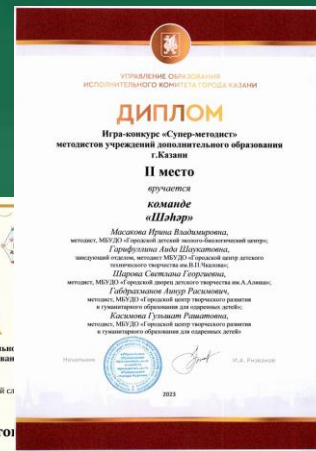 УПРАВЛЕНИЕ ОБРАЗОВАНИЯ
ИСПОЛНИТЕЛЬНОГО КОМИТЕТА ГОРОДА КАЗАНИ
ДИПЛОМ
Игра-конкурс «Супер-методист»
методистов учреждений дополнительного образования
г.Казани
II место
вручается
команде
«Шәһәр»
Масакова Ирина Владимировна,
методист, МБУДО «Городской детский эколого-биологический центр»;
Гарифуллина Аида Шаукатовна,
заведующий отделом, методист МБУДО «Городской центр детского
технического творчества им.В.П.Чкалова»;
Шарова Светлана Георгиевна,
методист, МБУДО «Городской дворец детского творчества им.А.Алиша»;
Габдрахманов Айнур Расимович,
методист, МБУДО «Городской центр творческого развития
и гуманитарного образования для одаренных детей»;
Касимова Гульшат Рашатовна,
методист, МБУДО «Городской центр творческого развития
и гуманитарного образования для одаренных детей»
Начальник
И.А. Ризванов
2023